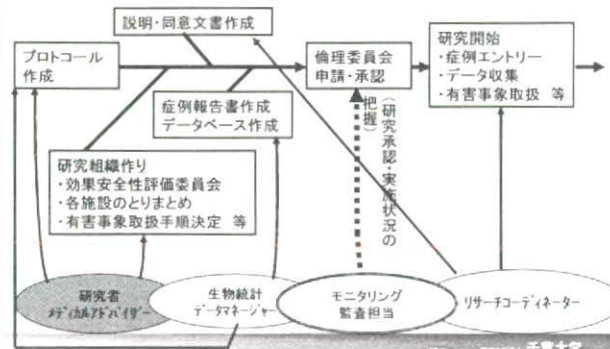 説明・同意文書作成
プロトコール
作成
倫理委員会
申請・承認
研究開始
・症例エントリー
・データ収集
・有害事象取扱 等
症例報告書作成
データベース作成
(研究承認・実施状況の
把握)
研究組織作り
・効果安全性評価委員会
・各施設のとりまとめ
・有害事象取扱手順決定 等
研究者
メディカルアドバイザー
生物統計
データマネージャー
モニタリング
監査担当
リサーチコーディネーター
千葉大学